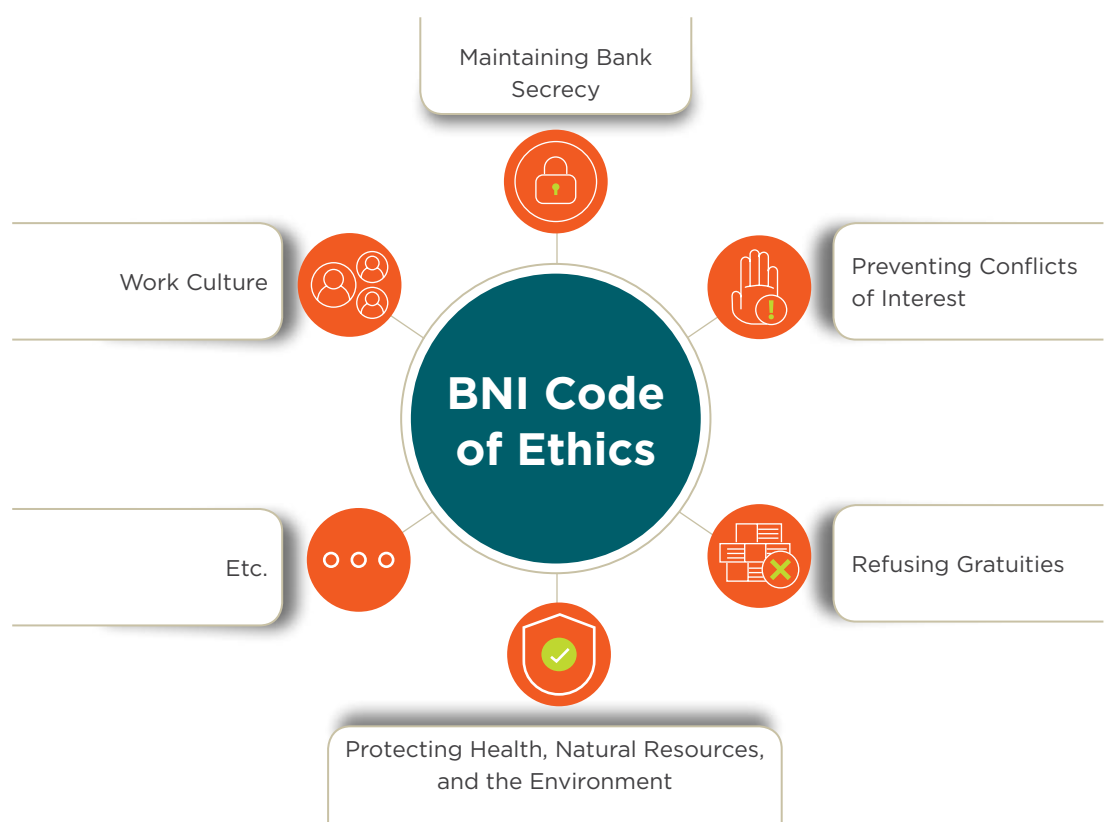 Maintaining Bank
Secrecy
Work Culture
Preventing Conflicts
of Interest
BNI Code
of Ethics
Etc.
Refusing Gratuities
Protecting Health, Natural Resources,
and the Environment